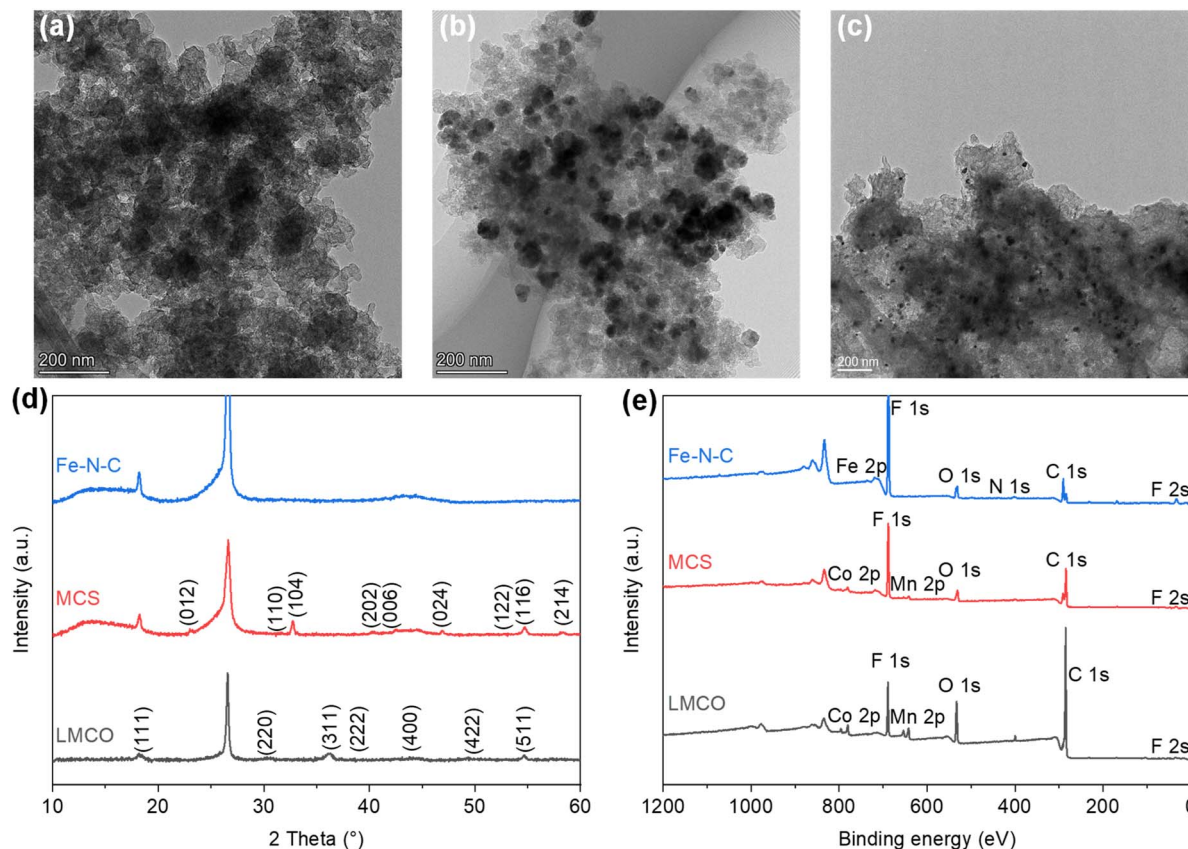 (a)
(b)
(c)
200 nm
200 nm
200 nm
(d)
Intensity (a.u.)
Fe-N-C
MCS
(012)
(110)
(104)
(202)
(006)
(024)
(122)
(116)
(214)
LMCO
(111)
(220)
(311)
(222)
(400)
(422)
(511)
10 20 30 40 50 60
2 Theta (°)
(e)
Intensity (a.u.)
F 1s
Fe-N-C
Fe 2p
O 1s
N 1s
C 1s
F 2s
F 1s
MCS
Co 2p
Mn 2p
O 1s
C 1s
F 2s
F 1s
LMCO
Co 2p
Mn 2p
O 1s
C 1s
F 2s
1200 1000 800 600 400 200 0
Binding energy (eV)